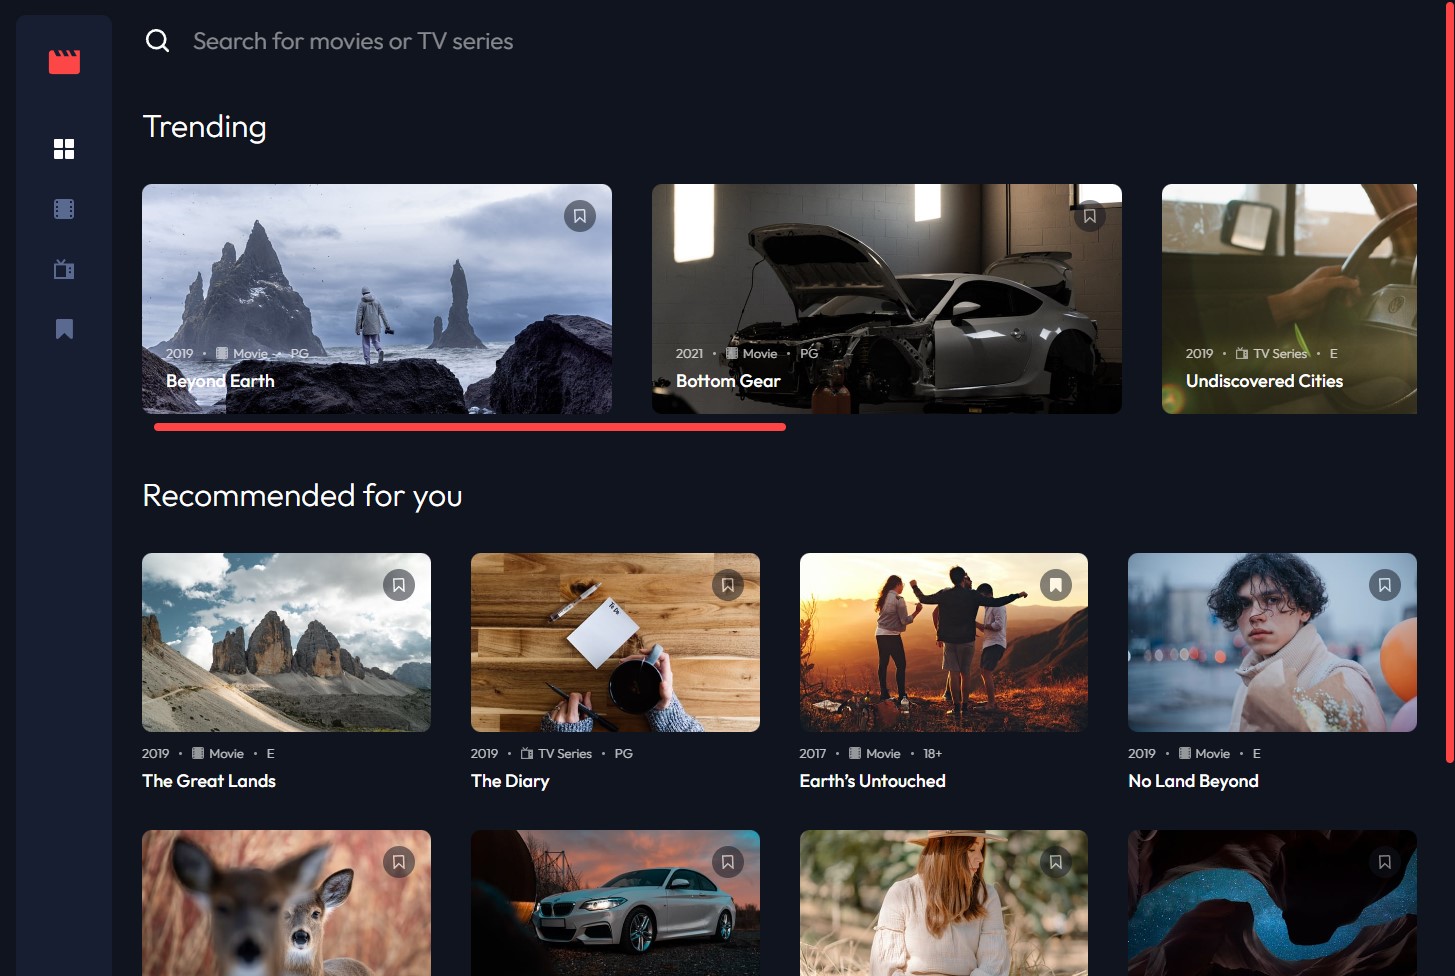 Search for movies or TV series
Trending
2019 • Movie • PG
Beyond Earth
2021 • Movie • PG
Bottom Gear
2019 • TV Series • E
Undiscovered Cities
Recommended for you
To Do
2019 • Movie • E
The Great Lands
2019 • TV Series • PG
The Diary
2017 • Movie • 18+
Earth’s Untouched
2019 • Movie • E
No Land Beyond